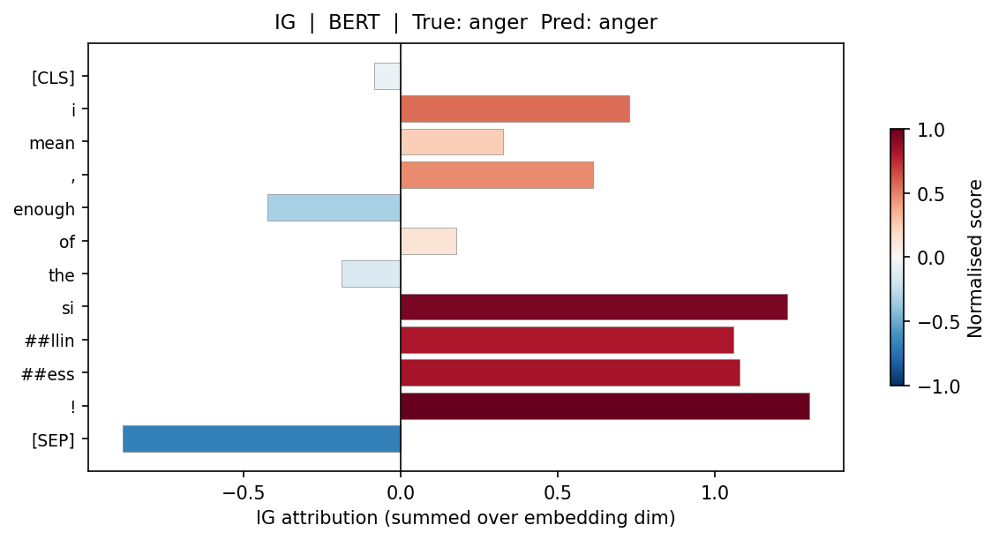 IG | BERT | True: anger Pred: anger
[CLS]
i
mean
,
enough
of
the
si
##llin
##ess
!
[SEP]
−0.5 0.0 0.5 1.0
IG attribution (summed over embedding dim)
1.0
0.5
0.0
−0.5
−1.0
Normalised score